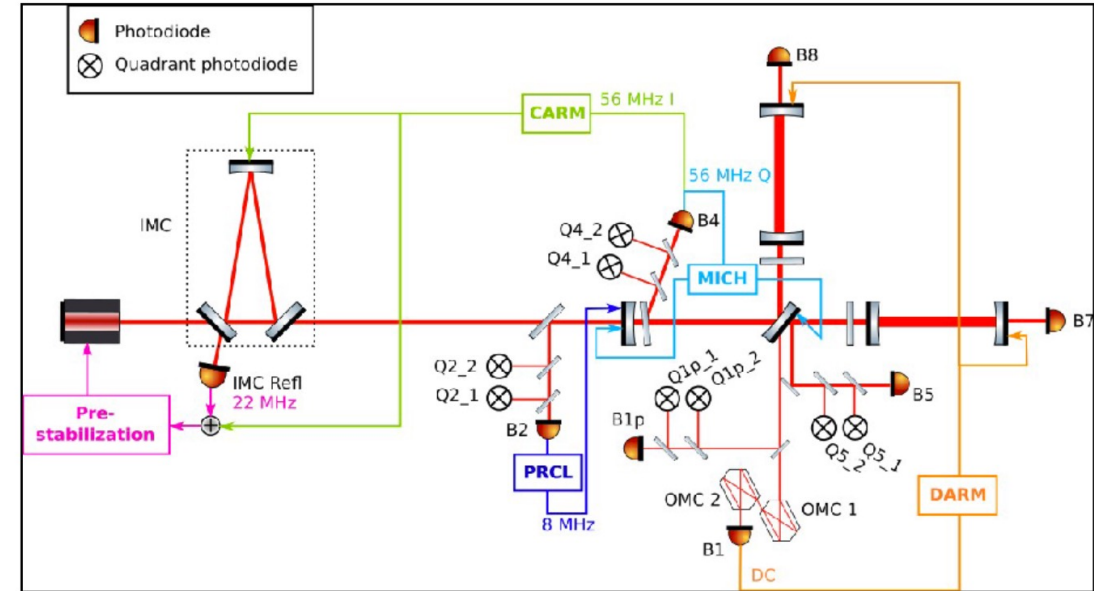 Photodiode
Quadrant photodiode
B8
CARM
56 MHz I
56 MHz Q
IMC
Q4_2
B4
Q4_1
MICH
B7
IMC Refl
22 MHz
Q2_2
Q2_1
Q1p_1
Q1p_2
B5
Pre-
stabilization
B2
B1p
Q5_1
Q5_2
PRCL
OMC 2
OMC 1
DARM
8 MHz
B1
DC